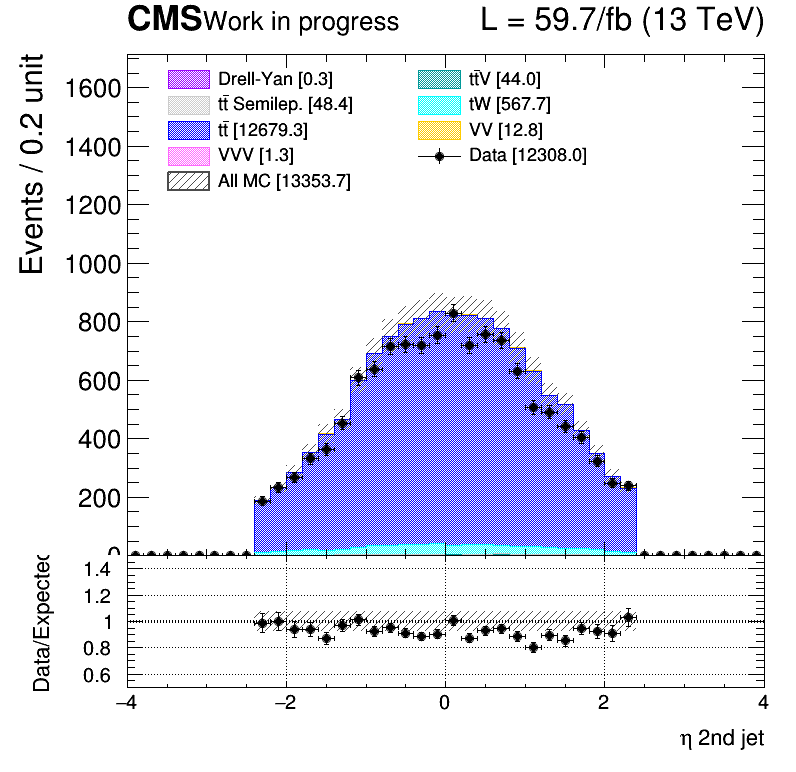 CMS Work in progress L = 59.7/fb (13 TeV)
Events / 0.2 unit
Drell-Yan [0.3] tt̄V [44.0]
tt̄ Semilep. [48.4] tW [567.7]
tt̄ [12679.3] VV [12.8]
VVV [1.3] Data [12308.0]
All MC [13353.7]
1600
1400
1200
1000
800
600
400
200
0
Data/Expected
1.4
1.2
1
0.8
0.6
−4 −2 0 2 4
η 2nd jet